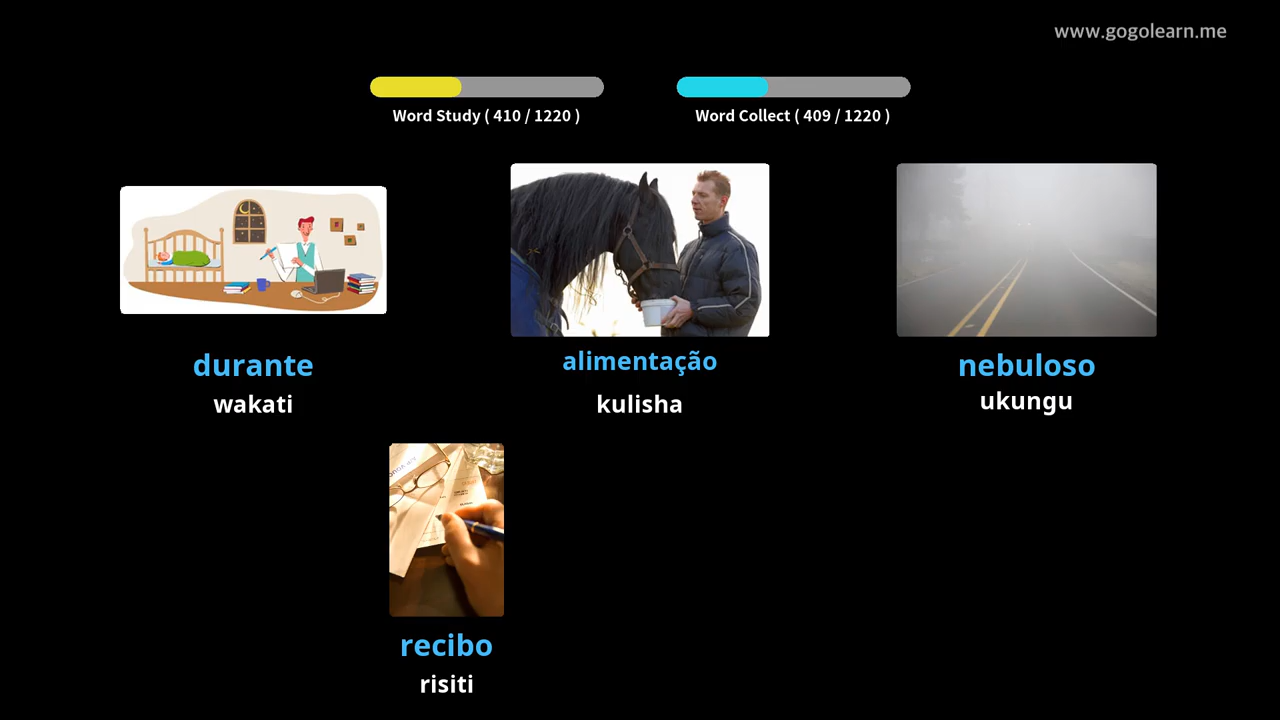 www.gogolearn.me
Word Study ( 410 / 1220 )
Word Collect ( 409 / 1220 )
durante
wakati
alimentação
kulisha
nebuloso
ukungu
recibo
risiti